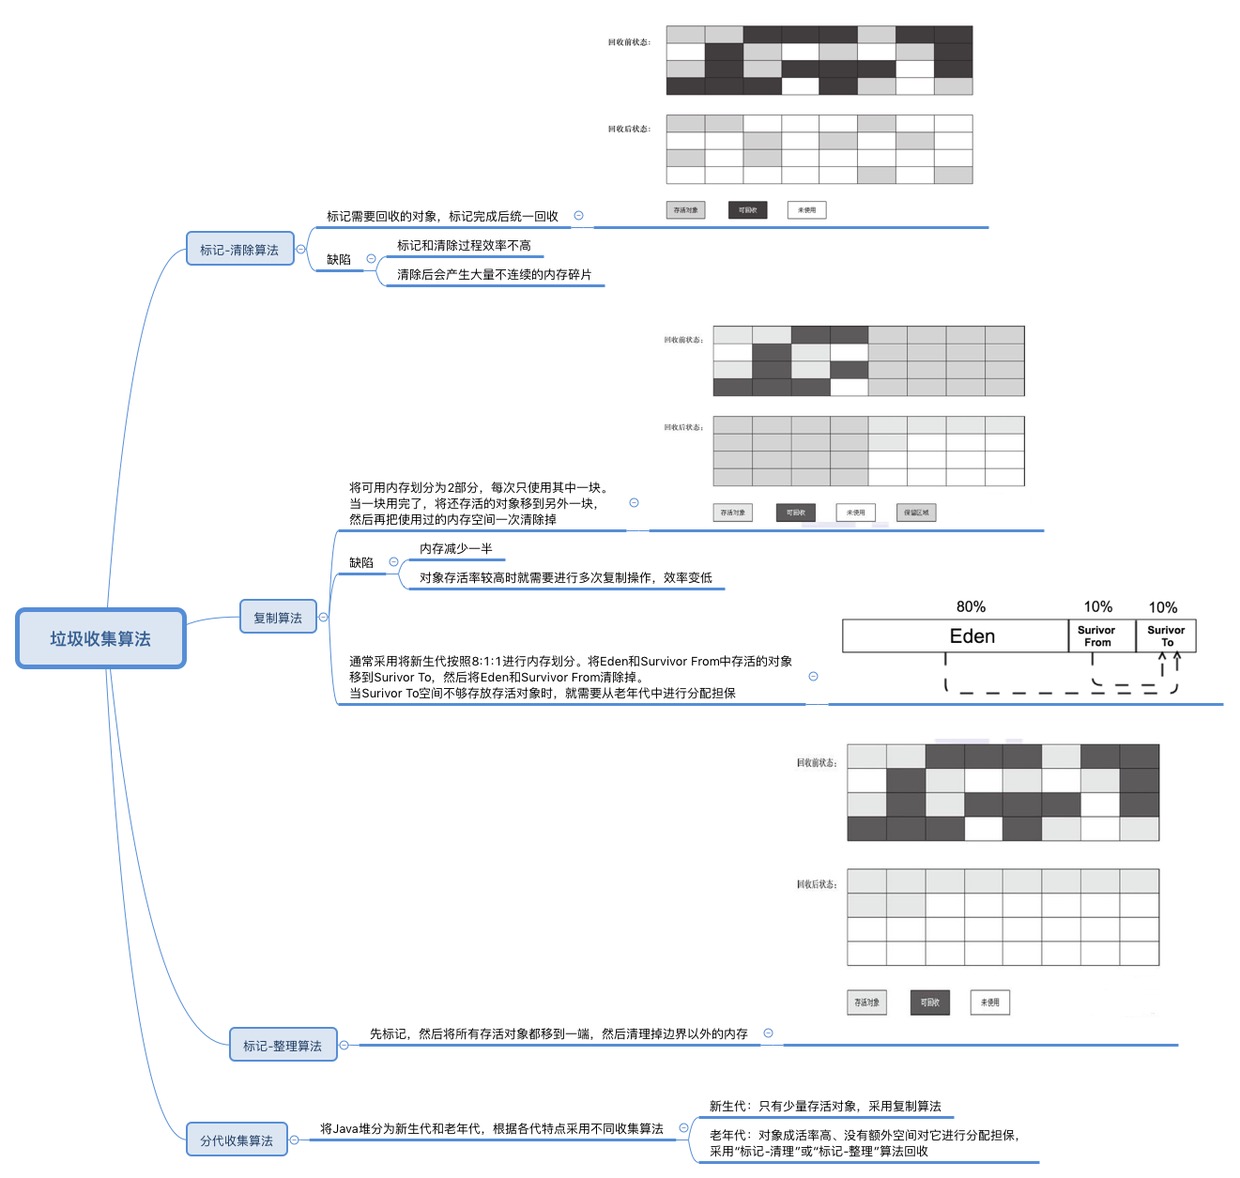 回收前状态：
回收后状态：
存活对象 可回收 未使用
标记需要回收的对象，标记完成后统一回收
标记-清除算法
缺陷
标记和清除过程效率不高
清除后会产生大量不连续的内存碎片
回收前状态：
回收后状态：
存活对象 可回收 未使用 保留区域
将可用内存划分为2部分，每次只使用其中一块。
当一块用完了，将还存活的对象移到另外一块，
然后再把使用过的内存空间一次清除掉
缺陷
内存减少一半
对象存活率较高时就需要进行多次复制操作，效率变低
复制算法
垃圾收集算法
80% 10% 10%
Eden
Surivor
From
Surivor
To
通常采用将新生代按照8:1:1进行内存划分。将Eden和Survivor From中存活的对象
移到Surivor To，然后将Eden和Survivor From清除掉。
当Surivor To空间不够存放存活对象时，就需要从老年代中进行分配担保
回收前状态：
回收后状态：
存活对象 可回收 未使用
标记-整理算法
先标记，然后将所有存活对象都移到一端，然后清理掉边界以外的内存
分代收集算法
将Java堆分为新生代和老年代，根据各代特点采用不同收集算法
新生代：只有少量存活对象，采用复制算法
老年代：对象成活率高、没有额外空间对它进行分配担保，
采用“标记-清理”或“标记-整理”算法回收